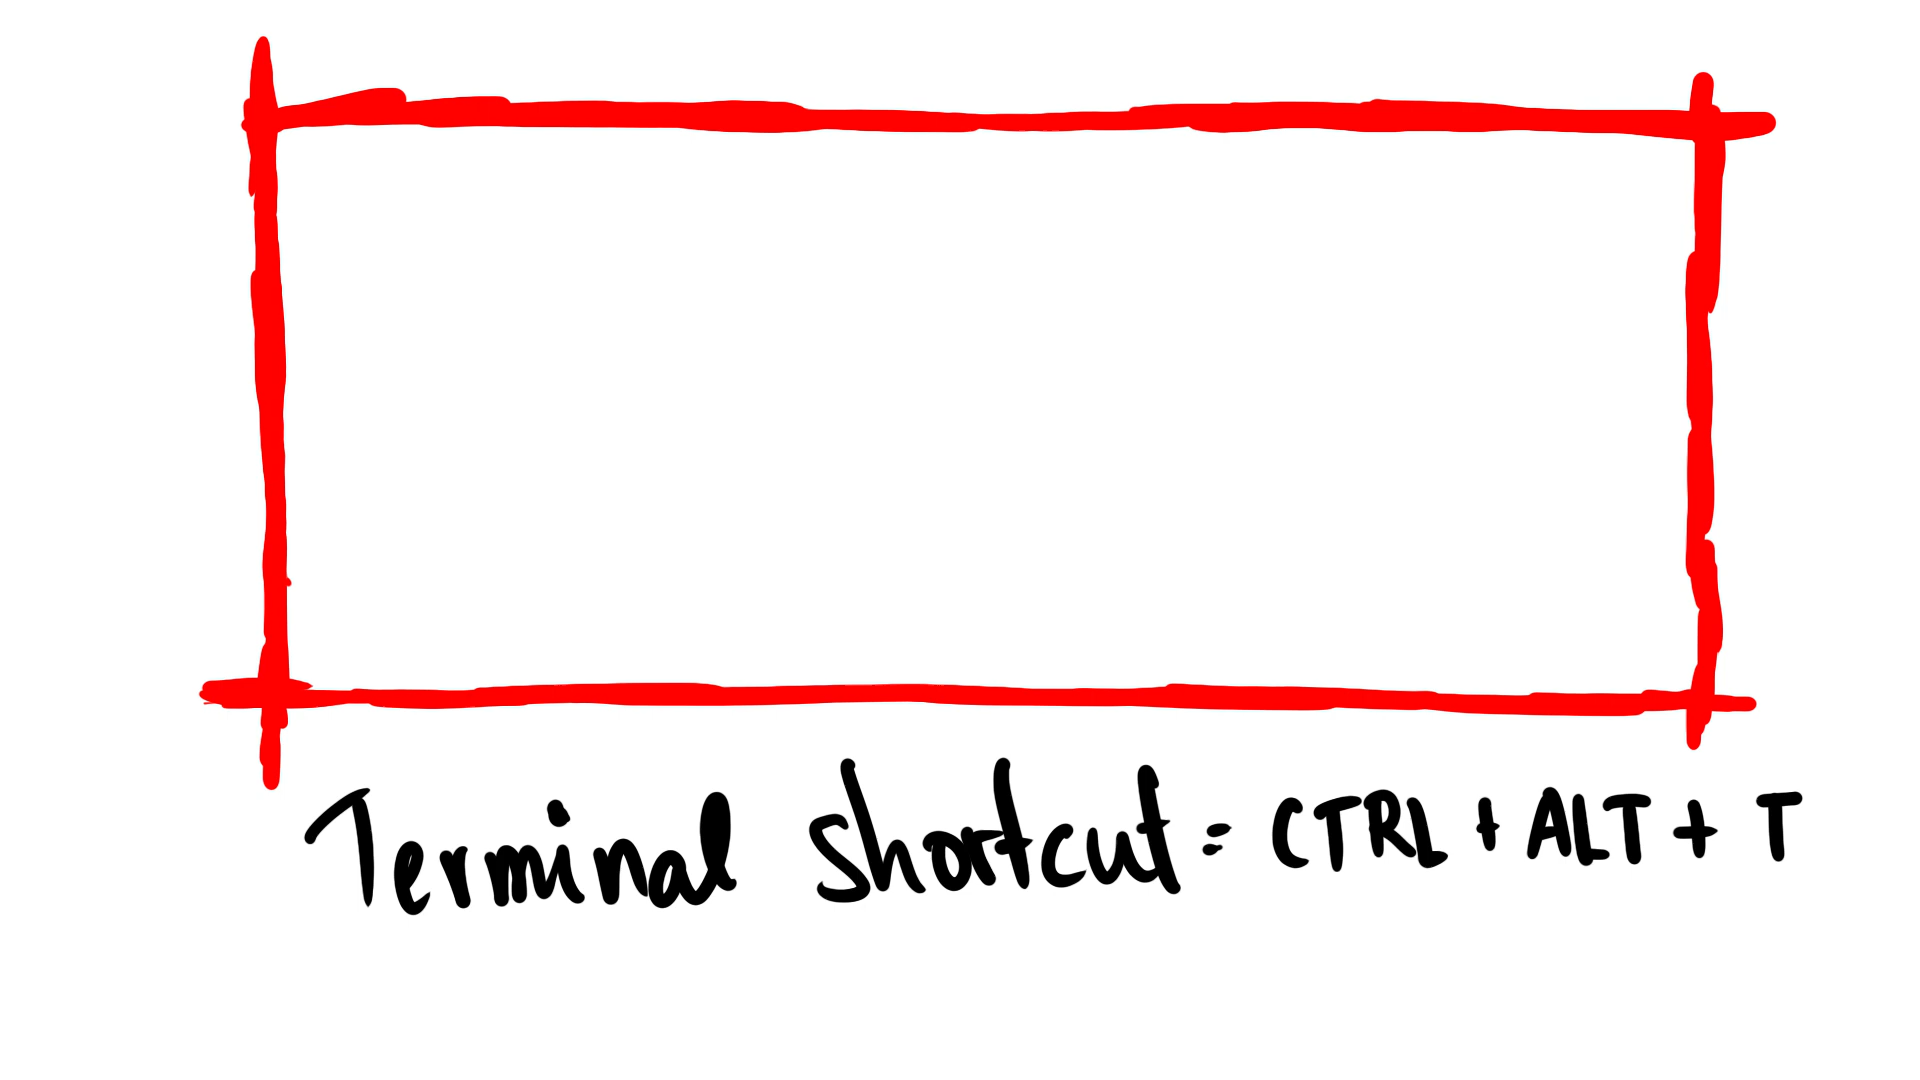 Terminal shortcut = CTRL + ALT + T